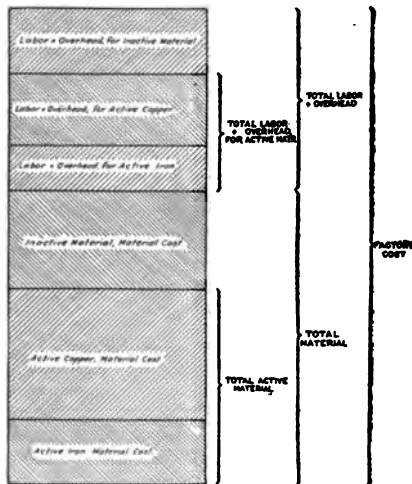 Labor + Overhead, for Inactive Material
Labor + Overhead, for Active Copper
Labor + Overhead, for Active Iron
Inactive Material, Material Cost
Active Copper, Material Cost
Active Iron Material Cost
TOTAL LABOR
+ OVERHEAD
FOR ACTIVE MATR.
TOTAL ACTIVE
MATERIAL
TOTAL LABOR
+ OVERHEAD
TOTAL
MATERIAL
FACTORY
COST